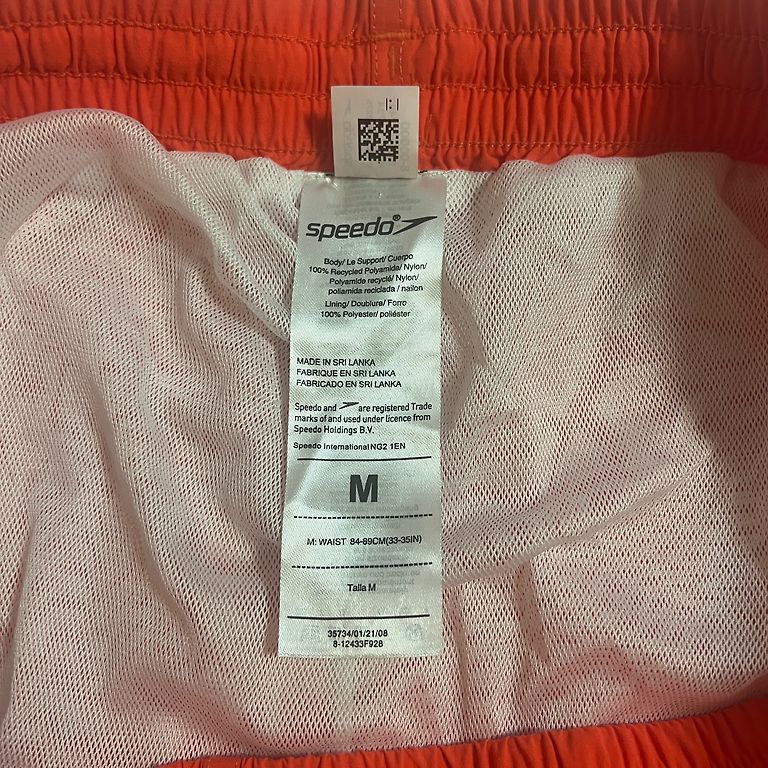 speedo®
Body/ Le Support/ Cuerpo
100% Recycled Polyamide/ Nylon/
Polyamide recyclé/ Nylon/
poliamida reciclada / nailon
Lining/ Doublure/ Forro
100% Polyester/ poliéster
MADE IN SRI LANKA
FABRIQUE EN SRI LANKA
FABRICADO EN SRI LANKA
Speedo and are registered Trade
marks of and used under licence from
Speedo Holdings B.V.
Speedo International NG2 1EN
M
M: WAIST 84-89CM(33-35IN)
Talla M
35734/01/21/08
8-12433F928